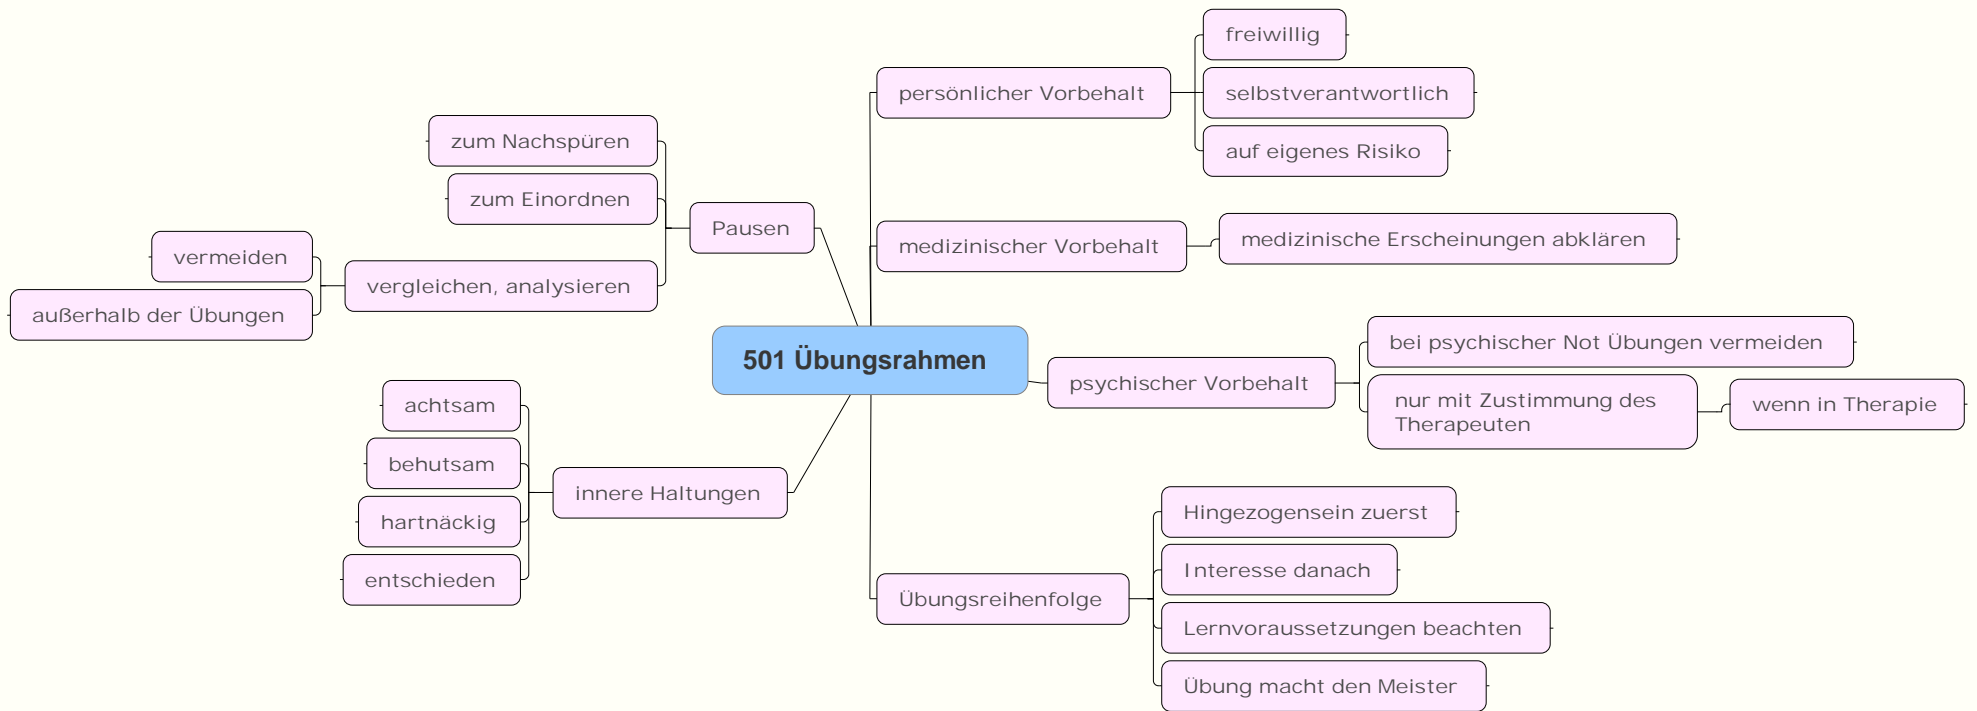 501 Übungsrahmen
persönlicher Vorbehalt
freiwillig
selbstverantwortlich
auf eigenes Risiko
medizinischer Vorbehalt
medizinische Erscheinungen abklären
psychischer Vorbehalt
bei psychischer Not Übungen vermeiden
nur mit Zustimmung des
Therapeuten
wenn in Therapie
Übungsreihenfolge
Hingezogensein zuerst
Interesse danach
Lernvoraussetzungen beachten
Übung macht den Meister
Pausen
zum Nachspüren
zum Einordnen
vergleichen, analysieren
vermeiden
außerhalb der Übungen
innere Haltungen
achtsam
behutsam
hartnäckig
entschieden